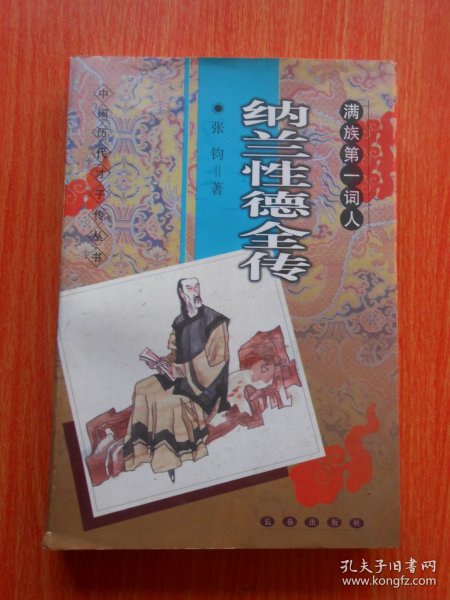 满族第一词人
纳兰性德全传
●张钧‖著
中国历代才子传丛书
长春出版社
孔夫子旧书网
www.kongfz.com